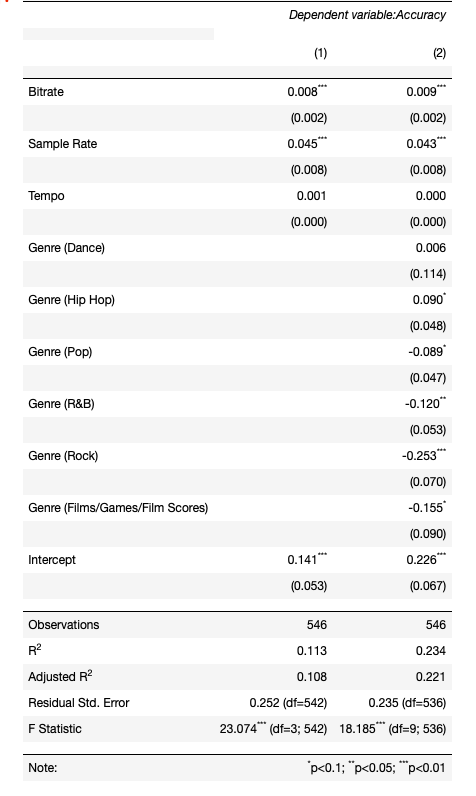 Dependent variable:Accuracy
(1) (2)
Bitrate 0.008*** 0.009***
(0.002) (0.002)
Sample Rate 0.045*** 0.043***
(0.008) (0.008)
Tempo 0.001 0.000
(0.000) (0.000)
Genre (Dance) 0.006
(0.114)
Genre (Hip Hop) 0.090*
(0.048)
Genre (Pop) -0.089*
(0.047)
Genre (R&B) -0.120**
(0.053)
Genre (Rock) -0.253***
(0.070)
Genre (Films/Games/Film Scores) -0.155*
(0.090)
Intercept 0.141*** 0.226***
(0.053) (0.067)
Observations 546 546
R² 0.113 0.234
Adjusted R² 0.108 0.221
Residual Std. Error 0.252 (df=542) 0.235 (df=536)
F Statistic 23.074*** (df=3; 542) 18.185*** (df=9; 536)
Note: *p<0.1; **p<0.05; ***p<0.01